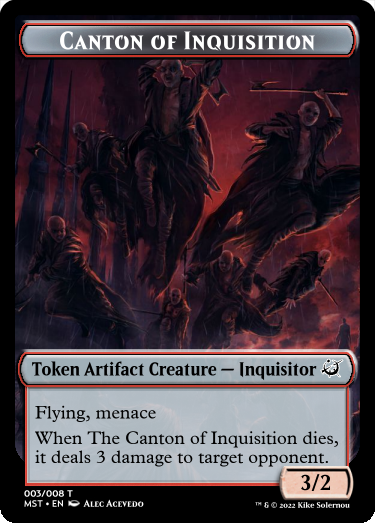 Canton of Inquisition
Token Artifact Creature — Inquisitor
Flying, menace
When The Canton of Inquisition dies,
it deals 3 damage to target opponent.
3/2
003/008 T
MST • EN Alec Acevedo
™ & © 2022 Kike Solernou